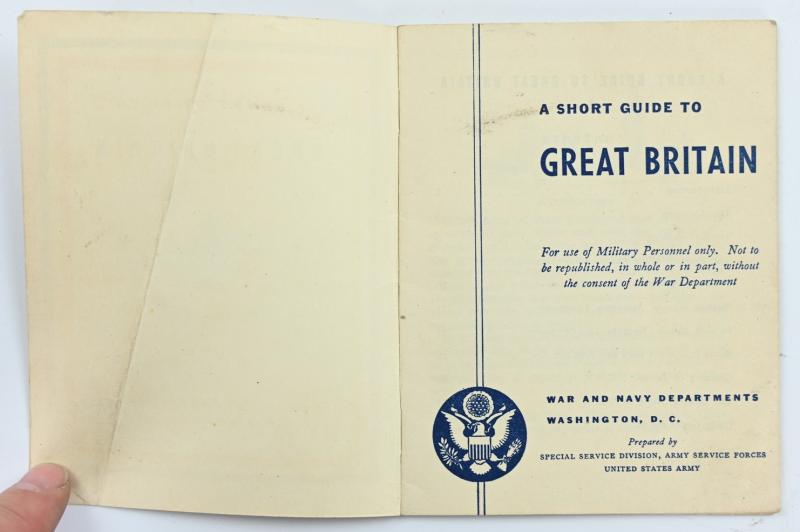 A SHORT GUIDE TO
GREAT BRITAIN
For use of Military Personnel only. Not to
be republished, in whole or in part, without
the consent of the War Department
WAR AND NAVY DEPARTMENTS
WASHINGTON, D. C.
Prepared by
SPECIAL SERVICE DIVISION, ARMY SERVICE FORCES
UNITED STATES ARMY